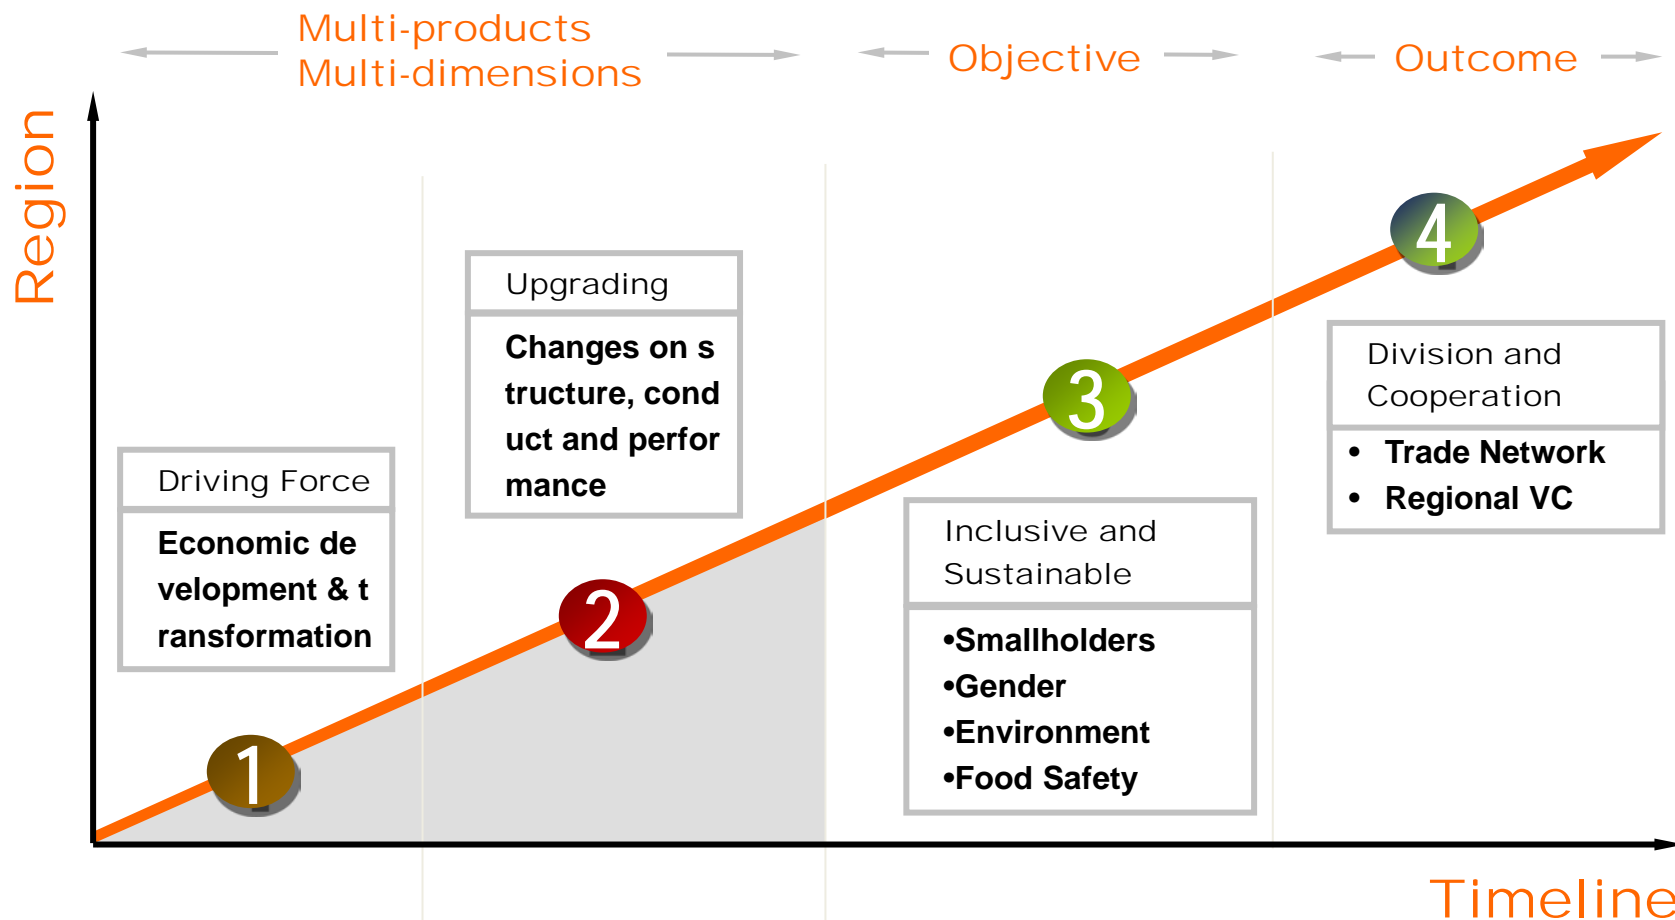 Multi-products
Multi-dimensions
Objective
Outcome
Region
1
Driving Force
Economic de
velopment & t
ransformation
2
Upgrading
Changes on s
tructure, cond
uct and perfor
mance
3
Inclusive and
Sustainable
•Smallholders
•Gender
•Environment
•Food Safety
4
Division and
Cooperation
• Trade Network
• Regional VC
Timeline